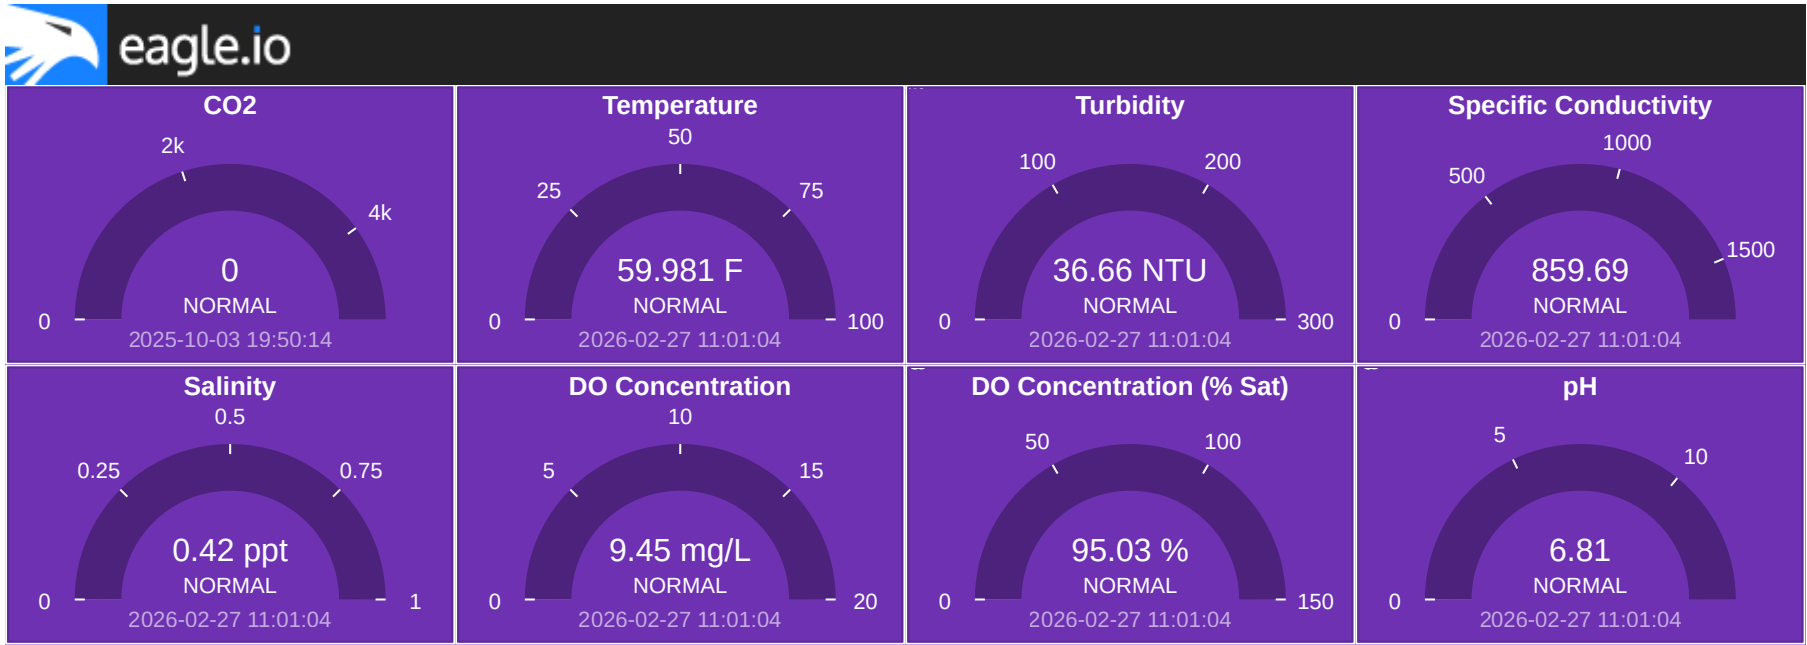 eagle.io
CO2
2k
4k
0
0
NORMAL
2025-10-03 19:50:14
Temperature
50
25
75
59.981 F
NORMAL
0
100
2026-02-27 11:01:04
Turbidity
100
200
36.66 NTU
NORMAL
0
300
2026-02-27 11:01:04
Specific Conductivity
1000
500
1500
859.69
NORMAL
0
2026-02-27 11:01:04
Salinity
0.5
0.25
0.75
0.42 ppt
NORMAL
0
1
2026-02-27 11:01:04
DO Concentration
10
5
15
9.45 mg/L
NORMAL
0
20
2026-02-27 11:01:04
DO Concentration (% Sat)
50
100
95.03 %
NORMAL
0
150
2026-02-27 11:01:04
pH
5
10
6.81
NORMAL
0
2026-02-27 11:01:04